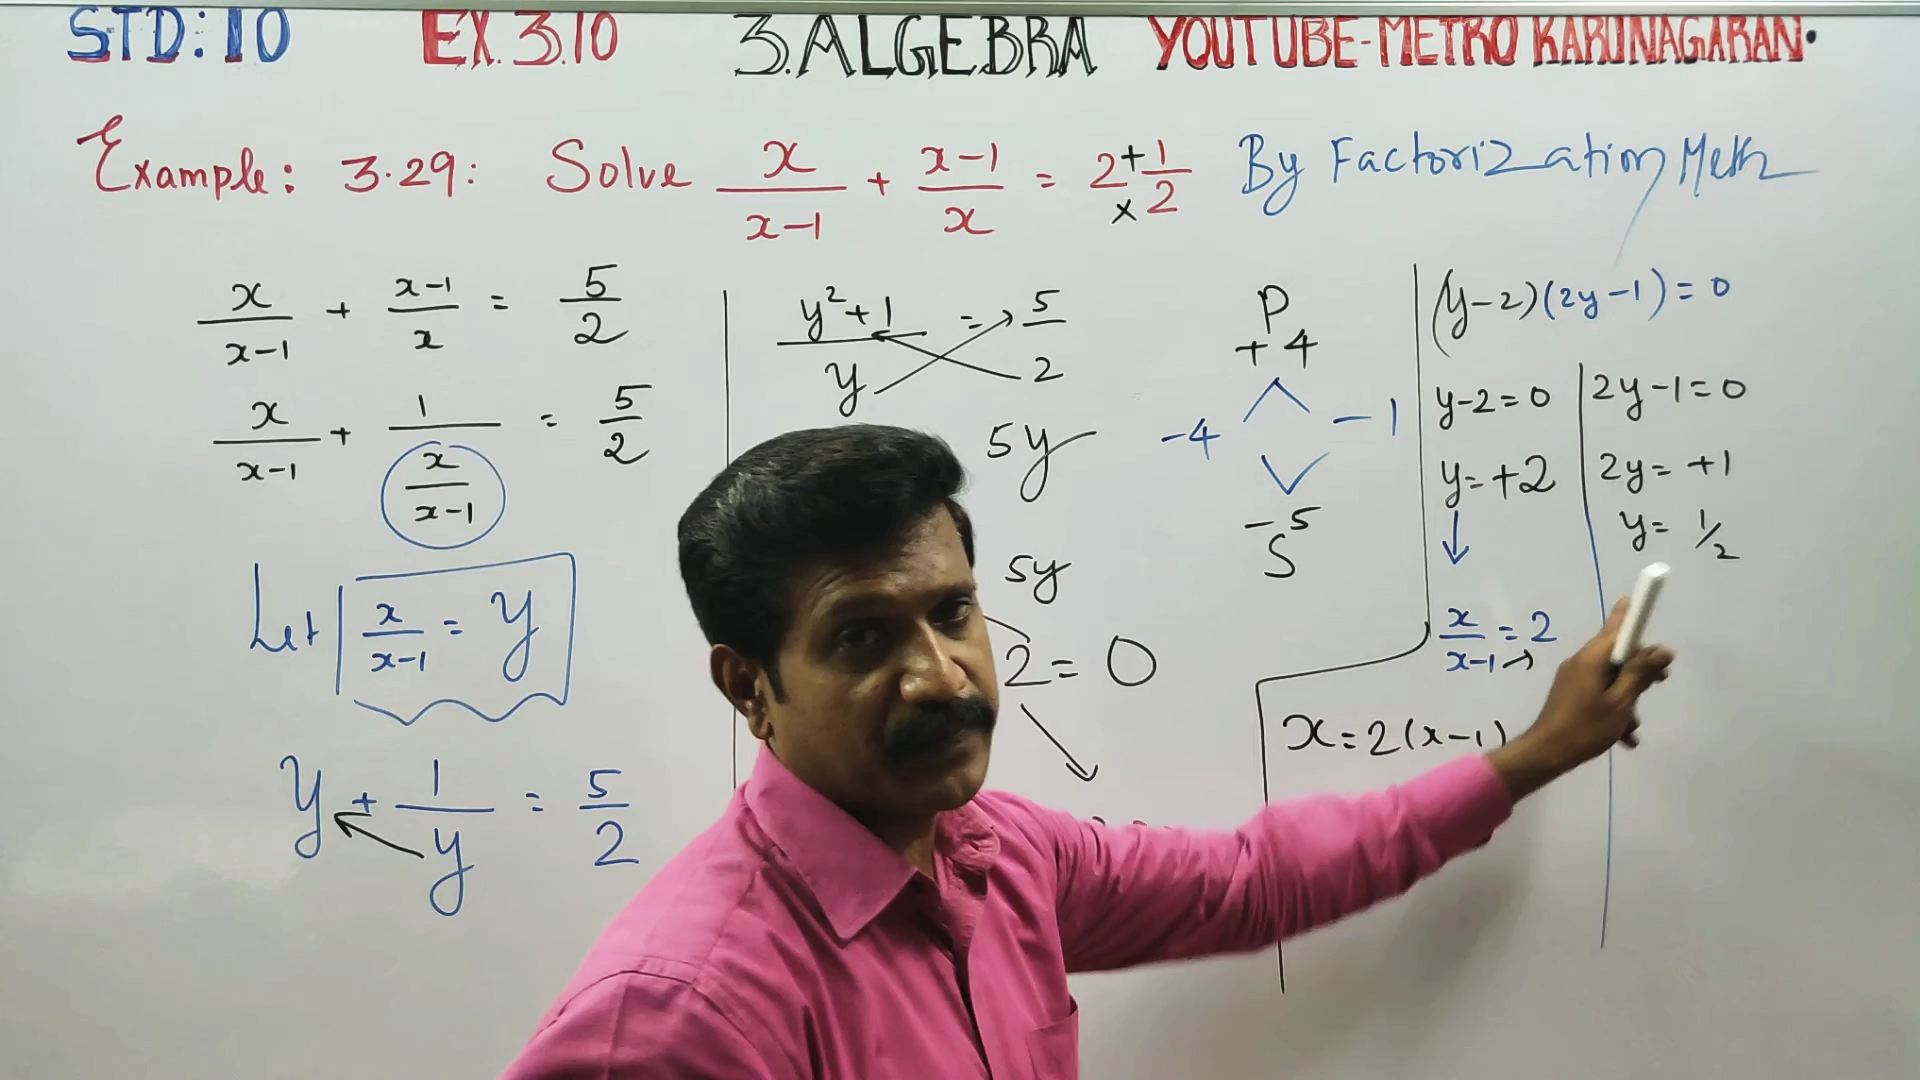 STD: 10 EX. 3.10 3. ALGEBRA YOUTUBE-METRO KARUNAGARAN.
Example: 3.29: Solve x/(x-1) + (x-1)/x = 2 + 1/2 By Factorization Meth
×
x/(x-1) + (x-1)/x = 5/2
x/(x-1) + 1/(x/(x-1)) = 5/2
Let x/(x-1) = y
y + 1/y = 5/2
(y²+1)/y = 5/2
5y
5y
2 = 0
P
+4
-4 -1
-5
S
(y-2)(2y-1) = 0
y-2=0
y=+2
x/(x-1) = 2
x=2(x-1)
2y-1=0
2y=+1
y= 1/2